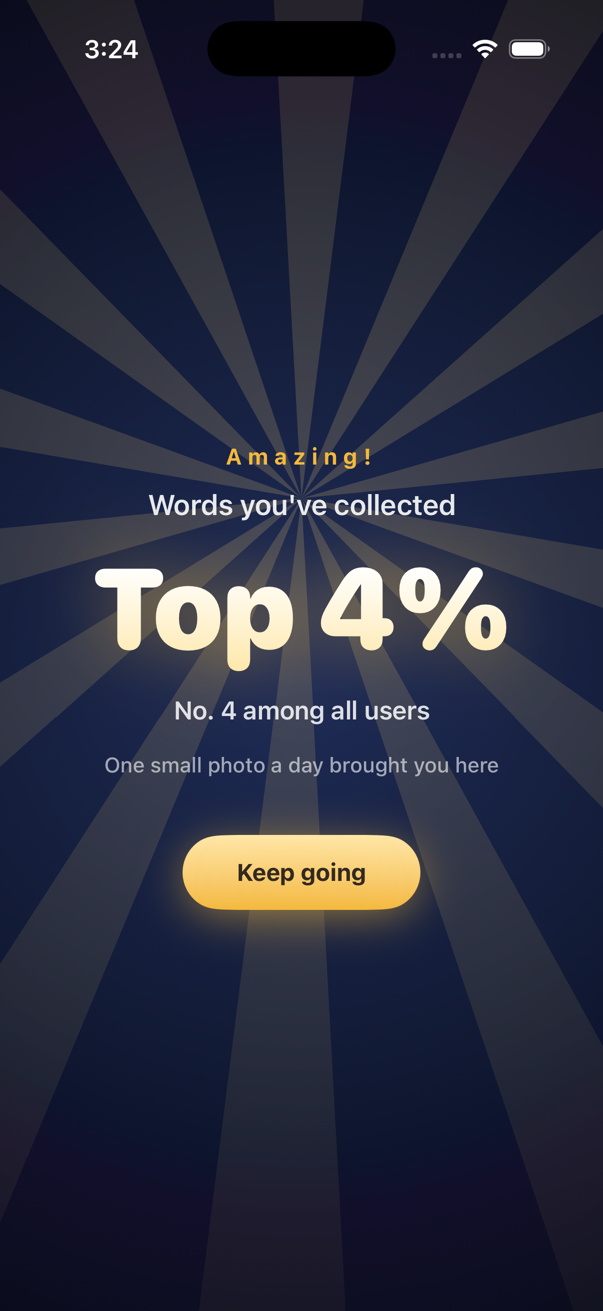 3:24
Amazing!
Words you've collected
Top 4%
No. 4 among all users
One small photo a day brought you here
Keep going